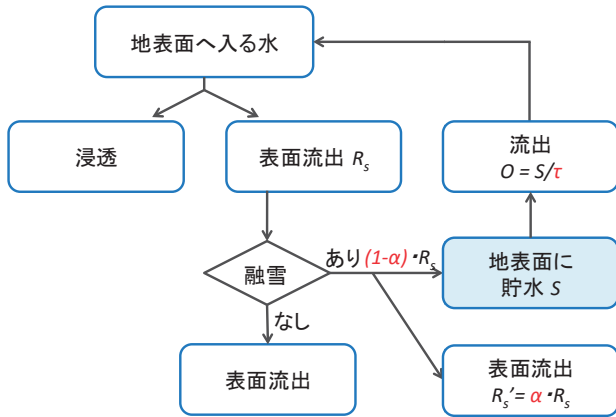 地表面へ入る水
浸透
表面流出 Rₛ
流出
O = S/τ
融雪
あり(1-α)・Rₛ
地表面に
貯水 S
なし
表面流出
表面流出
Rₛ’= α・Rₛ